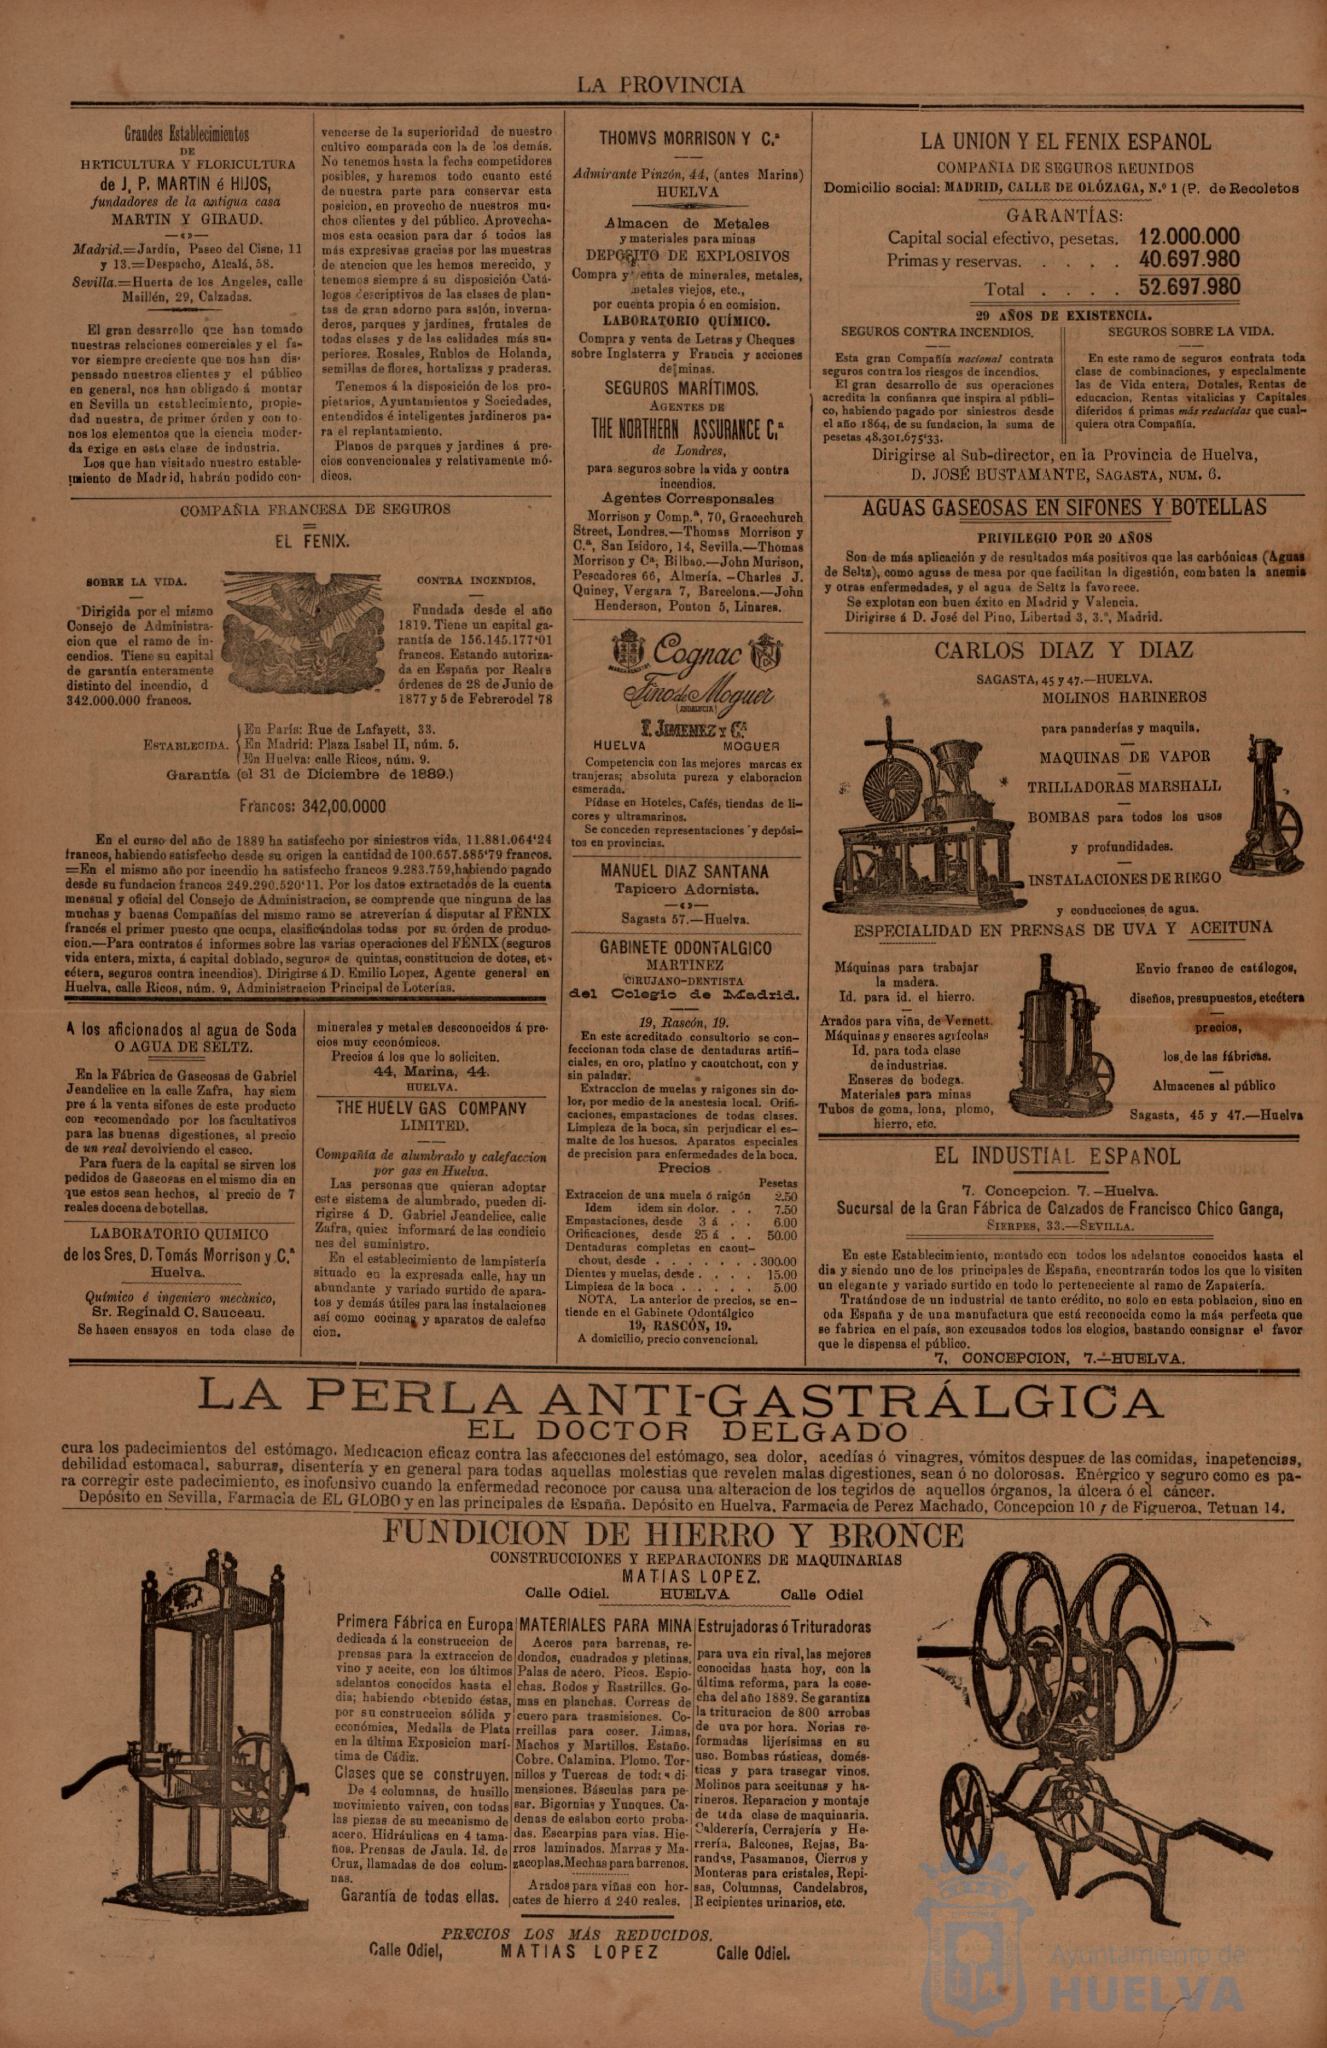 LA PROVINCIA
Grandes Establecimientos
DE
HRTICULTURA Y FLORICULTURA
de J. P. MARTIN é HIJOS,
fundadores de la antigua casa
MARTIN Y GIRAUD.
Madrid.=Jardín, Paseo del Cisne, 11
y 13.=Despacho, Alcalá, 58.
Sevilla.=Huerta de los Angeles, calle
Maillén, 29, Calzadas.
El gran desarrollo que han tomado
nuestras relaciones comerciales y el fa-
vor siempre creciente que nos han dis-
pensado nuestros clientes y el público
en general, nos han obligado á montar
en Sevilla un establecimiento, propie-
dad nuestra, de primer órden y con to-
nos los elementos que la ciencia moder-
da exige en esta clase de industria.
Los que han visitado nuestro estable-
miento de Madrid, habrán podido con-
vencerse de la superioridad de nuestro
cultivo comparada con la de los demás.
No tenemos hasta la fecha competidores
posibles, y haremos todo cuanto esté
de nuestra parte para conservar esta
posicion, en provecho de nuestros mu-
chos clientes y del público. Aprovecha-
mos esta ocasion para dar á todos las
más expresivas gracias por las muestras
de atencion que les hemos merecido, y
tenemos siempre á su disposición Catá-
logos descriptivos de las clases de plan-
tas de gran adorno para salón, inverna-
deros, parques y jardines, frutales de
todas clases y de las calidades más su-
periores. Rosales, Rublos de Holanda,
semillas de flores, hortalizas y praderas.
Tenemos á la disposición de los pro-
pietarios, Ayuntamientos y Sociedades,
entendidos é inteligentes jardineros pa-
ra el replantamiento.
Planos de parques y jardines á pre-
cios convencionales y relativamente mó-
dicos.
COMPAÑIA FRANCESA DE SEGUROS
EL FENIX.
SOBRE LA VIDA.
Dirigida por el mismo
Consejo de Administra-
cion que el ramo de in-
cendios. Tiene su capital
de garantía enteramente
distinto del incendio, d
342.000.000 francos.
CONTRA INCENDIOS.
Fundada desde el año
1819. Tiene un capital ga-
rantía de 156.145.177'01
francos. Estando autoriza-
da en España por Reales
órdenes de 28 de Junio de
1877 y 5 de Febrerodel 78
ESTABLECIDA.
En París: Rue de Lafayett, 33.
En Madrid: Plaza Isabel II, núm. 5.
En Huelva: calle Ricos, núm. 9.
Garantía (el 31 de Diciembre de 1889.)
Francos: 342,00.0000
En el curso del año de 1889 ha satisfecho por siniestros vida, 11.881.064'24
francos, habiendo satisfecho desde su origen la cantidad de 100.657.585'79 francos.
=En el mismo año por incendio ha satisfecho francos 9.283.759,habiendo pagado
desde su fundacion francos 249.290.520'11. Por los datos extractados de la cuenta
mensual y oficial del Consejo de Administracion, se comprende que ninguna de las
muchas y buenas Compañías del mismo ramo se atreverían á disputar al FÉNIX
francés el primer puesto que ocupa, clasificándolas todas por su órden de produc-
cion.—Para contratos é informes sobre las varias operaciones del FÉNIX (seguros
vida entera, mixta, á capital doblado, seguros de quintas, constitucion de dotes, et-
cétera, seguros contra incendios). Dirigirse á D. Emilio Lopez, Agente general en
Huelva, calle Ricos, núm. 9, Administracion Principal de Loterías.
A los aficionados al agua de Soda
O AGUA DE SELTZ.
En la Fábrica de Gaseosas de Gabriel
Jeandelice en la calle Zafra, hay siem
pre á la venta sifones de este producto
con recomendado por los facultativos
para las buenas digestiones, al precio
de un real devolviendo el casco.
Para fuera de la capital se sirven los
pedidos de Gaseosas en el mismo dia en
que estos sean hechos, al precio de 7
reales docena de botellas.
LABORATORIO QUIMICO
de los Sres. D. Tomás Morrison y C.ª
Huelva.
Químico é ingeniero mecànico,
Sr. Reginald C. Sauceau.
Se hacen ensayos en toda clase de
minerales y metales desconocidos á pre-
cios muy económicos.
Precios á los que lo soliciten.
44, Marina, 44.
HUELVA.
THE HUELV GAS COMPANY
LIMITED.
Compañía de alumbrado y calefaccion
por gas en Huelva.
Las personas que quieran adoptar
este sistema de alumbrado, pueden di-
rigirse á D. Gabriel Jeandelice, calle
Zafra, quien informará de las condicio
nes del suministro.
En el establecimiento de lampistería
situado en la expresada calle, hay un
abundante y variado surtido de apara-
tos y demás útiles para las instalaciones
así como cocinas y aparatos de calefac
cion.
THOMVS MORRISON Y C.ª
Admirante Pinzón, 44, (antes Marina)
HUELVA
Almacen de Metales
y materiales para minas
DEPOSITO DE EXPLOSIVOS
Compra y venta de minerales, metales,
metales viejos, etc.,
por cuenta propia ó en comision.
LABORATORIO QUÍMICO.
Compra y venta de Letras y Cheques
sobre Inglaterra y Francia y acciones
de minas.
SEGUROS MARÍTIMOS.
AGENTES DE
THE NORTHERN ASSURANCE C.ª
de Londres,
para seguros sobre la vida y contra
incendios.
Agentes Corresponsales
Morrison y Comp.ª, 70, Gracechurch
Street, Londres.—Thomas Morrison y
C.ª, San Isidoro, 14, Sevilla.—Thomas
Morrison y Cª, Bilbao.—John Murison,
Pescadores 66, Almería.—Charles J.
Quiney, Vergara 7, Barcelona.—John
Henderson, Ponton 5, Linares.
Cognac
Fino de Moguer
(ANDALUCIA)
F. JIMENEZ Y Cª
HUELVA MOGUER
Competencia con las mejores marcas ex
tranjeras; absoluta pureza y elaboracion
esmerada.
Pídase en Hoteles, Cafés, tiendas de li-
cores y ultramarinos.
Se conceden representaciones y depósi-
tos en provincias.
MANUEL DIAZ SANTANA
Tapicero Adornista.
Sagasta 57.—Huelva.
GABINETE ODONTALGICO
MARTINEZ
CIRUJANO-DENTISTA
del Colegio de Madrid.
19, Rascón, 19.
En este acreditado consultorio se con-
feccionan toda clase de dentaduras artifi-
ciales, en oro, platino y caoutchout, con y
sin paladar.
Extraccion de muelas y raigones sin do-
lor, por medio de la anestesia local. Orifi-
caciones, empastaciones de todas clases.
Limpieza de la boca, sin perjudicar el es-
malte de los huesos. Aparatos especiales
de precision para enfermedades de la boca.
Precios
Pesetas
Extraccion de una muela ó raigón 2.50
Idem idem sin dolor. . . 7.50
Empastaciones, desde 3 á . . 6.00
Orificaciones, desde 25 á . . 50.00
Dentaduras completas en caout-
chout, desde . . . . . . . 300.00
Dientes y muelas, desde . . . . 15.00
Limpieza de la boca . . . . . 5.00
NOTA. La anterior de precios, se en-
tiende en el Gabinete Odontálgico
19, RASCÓN, 19.
A domicilio, precio convencional.
LA UNION Y EL FENIX ESPAÑOL
COMPAÑIA DE SEGUROS REUNIDOS
Domicilio social: MADRID, CALLE DE OLÓZAGA, N.º 1 (P. de Recoletos
GARANTÍAS:
Capital social efectivo, pesetas. 12.000.000
Primas y reservas. . . . . 40.697.980
Total . . . . 52.697.980
29 AÑOS DE EXISTENCIA.
SEGUROS CONTRA INCENDIOS.
Esta gran Compañía nacional contrata
seguros contra los riesgos de incendios.
El gran desarrollo de sus operaciones
acredita la confianza que inspira al públi-
co, habiendo pagado por siniestros desde
el año 1864, de su fundacion, la suma de
pesetas 48,301.675'33.
SEGUROS SOBRE LA VIDA.
En este ramo de seguros contrata toda
clase de combinaciones, y especialmente
las de Vida entera, Dotales, Rentas de
educacion, Rentas vitalicias y Capitales
diferidos á primas más reducidas que cual-
quiera otra Compañía.
Dirigirse al Sub-director, en la Provincia de Huelva,
D. JOSÉ BUSTAMANTE, SAGASTA, NUM. 6.
AGUAS GASEOSAS EN SIFONES Y BOTELLAS
PRIVILEGIO POR 20 AÑOS
Son de más aplicación y de resultados más positivos que las carbónicas (Aguas
de Seltz), como aguas de mesa por que facilitan la digestión, combaten la anemia
y otras enfermedades, y el agua de Seltz la favorece.
Se explotan con buen éxito en Madrid y Valencia.
Dirigirse á D. José del Pino, Libertad 3, 3.º, Madrid.
CARLOS DIAZ Y DIAZ
SAGASTA, 45 y 47.—HUELVA.
MOLINOS HARINEROS
para panaderías y maquila.
MAQUINAS DE VAPOR
TRILLADORAS MARSHALL
BOMBAS para todos los usos
y profundidades.
INSTALACIONES DE RIEGO
y conducciones de agua.
ESPECIALIDAD EN PRENSAS DE UVA Y ACEITUNA
Máquinas para trabajar
la madera.
Id. para id. el hierro.
Arados para viña, de Vernett.
Máquinas y enseres agrícolas
Id. para toda clase
de industrias.
Enseres de bodega.
Materiales para minas
Tubos de goma, lona, plomo,
hierro, etc.
Envio franco de catálogos,
diseños, presupuestos, etcétera
precios,
los de las fábricas.
Almacenes al público
Sagasta, 45 y 47.—Huelva
EL INDUSTIAL ESPAÑOL
7. Concepcion. 7.—Huelva.
Sucursal de la Gran Fábrica de Calzados de Francisco Chico Ganga,
SIERPES, 33.—SEVILLA.
En este Establecimiento, montado con todos los adelantos conocidos hasta el
dia y siendo uno de los principales de España, encontrarán todos los que lo visiten
un elegante y variado surtido en todo lo perteneciente al ramo de Zapatería.
Tratándose de un industrial de tanto crédito, no solo en esta poblacion, sino en
oda España y de una manufactura que está reconocida como la más perfecta que
se fabrica en el país, son excusados todos los elogios, bastando consignar el favor
que le dispensa el público.
7, CONCEPCION, 7.—HUELVA.
LA PERLA ANTI-GASTRÁLGICA
EL DOCTOR DELGADO
cura los padecimientos del estómago. Medicacion eficaz contra las afecciones del estómago, sea dolor, acedías ó vinagres, vómitos despues de las comidas, inapetencias,
debilidad estomacal, saburras, disentería y en general para todas aquellas molestias que revelen malas digestiones, sean ó no dolorosas. Enérgico y seguro como es pa-
ra corregir este padecimiento, es inofensivo cuando la enfermedad reconoce por causa una alteracion de los tegidos de aquellos órganos, la úlcera ó el cáncer.
Depósito en Sevilla, Farmacia de EL GLOBO y en las principales de España. Depósito en Huelva, Farmacia de Perez Machado, Concepcion 10 y de Figueroa, Tetuan 14.
FUNDICION DE HIERRO Y BRONCE
CONSTRUCCIONES Y REPARACIONES DE MAQUINARIAS
MATIAS LOPEZ.
Calle Odiel. HUELVA Calle Odiel
Primera Fábrica en Europa
dedicada á la construccion de
prensas para la extraccion de
vino y aceite, con los últimos
adelantos conocidos hasta el
dia; habiendo obtenido éstas,
por su construcion sólida y
económica, Medalla de Plata
en la última Exposicion marí-
tima de Cádiz.
Clases que se construyen.
De 4 columnas, de husillo
movimiento vaiven, con todas
las piezas de su mecanismo de
acero. Hidráulicas en 4 tama-
ños. Prensas de Jaula. Id. de
Cruz, llamadas de dos colum-
nas.
Garantía de todas ellas.
MATERIALES PARA MINA
Aceros para barrenas, re-
dondos, cuadrados y pletinas.
Palas de acero. Picos. Espio-
chas. Rodos y Rastrillos. Go-
mas en planchas. Correas de
cuero para trasmisiones. Co-
rreillas para coser. Limas,
Machos y Martillos. Estaño.
Cobre. Calamina. Plomo. Tor-
nillos y Tuercas de todas di-
mensiones. Básculas para pe-
sar. Bigornias y Yunques. Ca-
denas de eslabon corto proba-
das. Escarpias para vias. Hie-
rros laminados. Marras y Ma-
zacoplas.Mechas para barrenos.
Arados para viñas con hor-
cates de hierro á 240 reales.
Estrujadoras ó Trituradoras
para uva sin rival, las mejores
conocidas hasta hoy, con la
última reforma, para la cose-
cha del año 1889. Se garantiza
la trituracion de 800 arrobas
de uva por hora. Norias re-
formadas lijerísimas en su
uso. Bombas rústicas, domés-
ticas y para trasegar vinos.
Molinos para aceitunas y ha-
rineros. Reparacion y montaje
de toda clase de maquinaria.
Calderería, Cerrajería y He-
rrería. Balcones, Rejas, Ba-
randas, Pasamanos, Cierros y
Monteras para cristales, Repi-
sas, Columnas, Candelabros,
Recipientes urinarios, etc.
PRECIOS LOS MÁS REDUCIDOS.
Calle Odiel, MATIAS LOPEZ Calle Odiel.
Ayuntamiento de
HUELVA